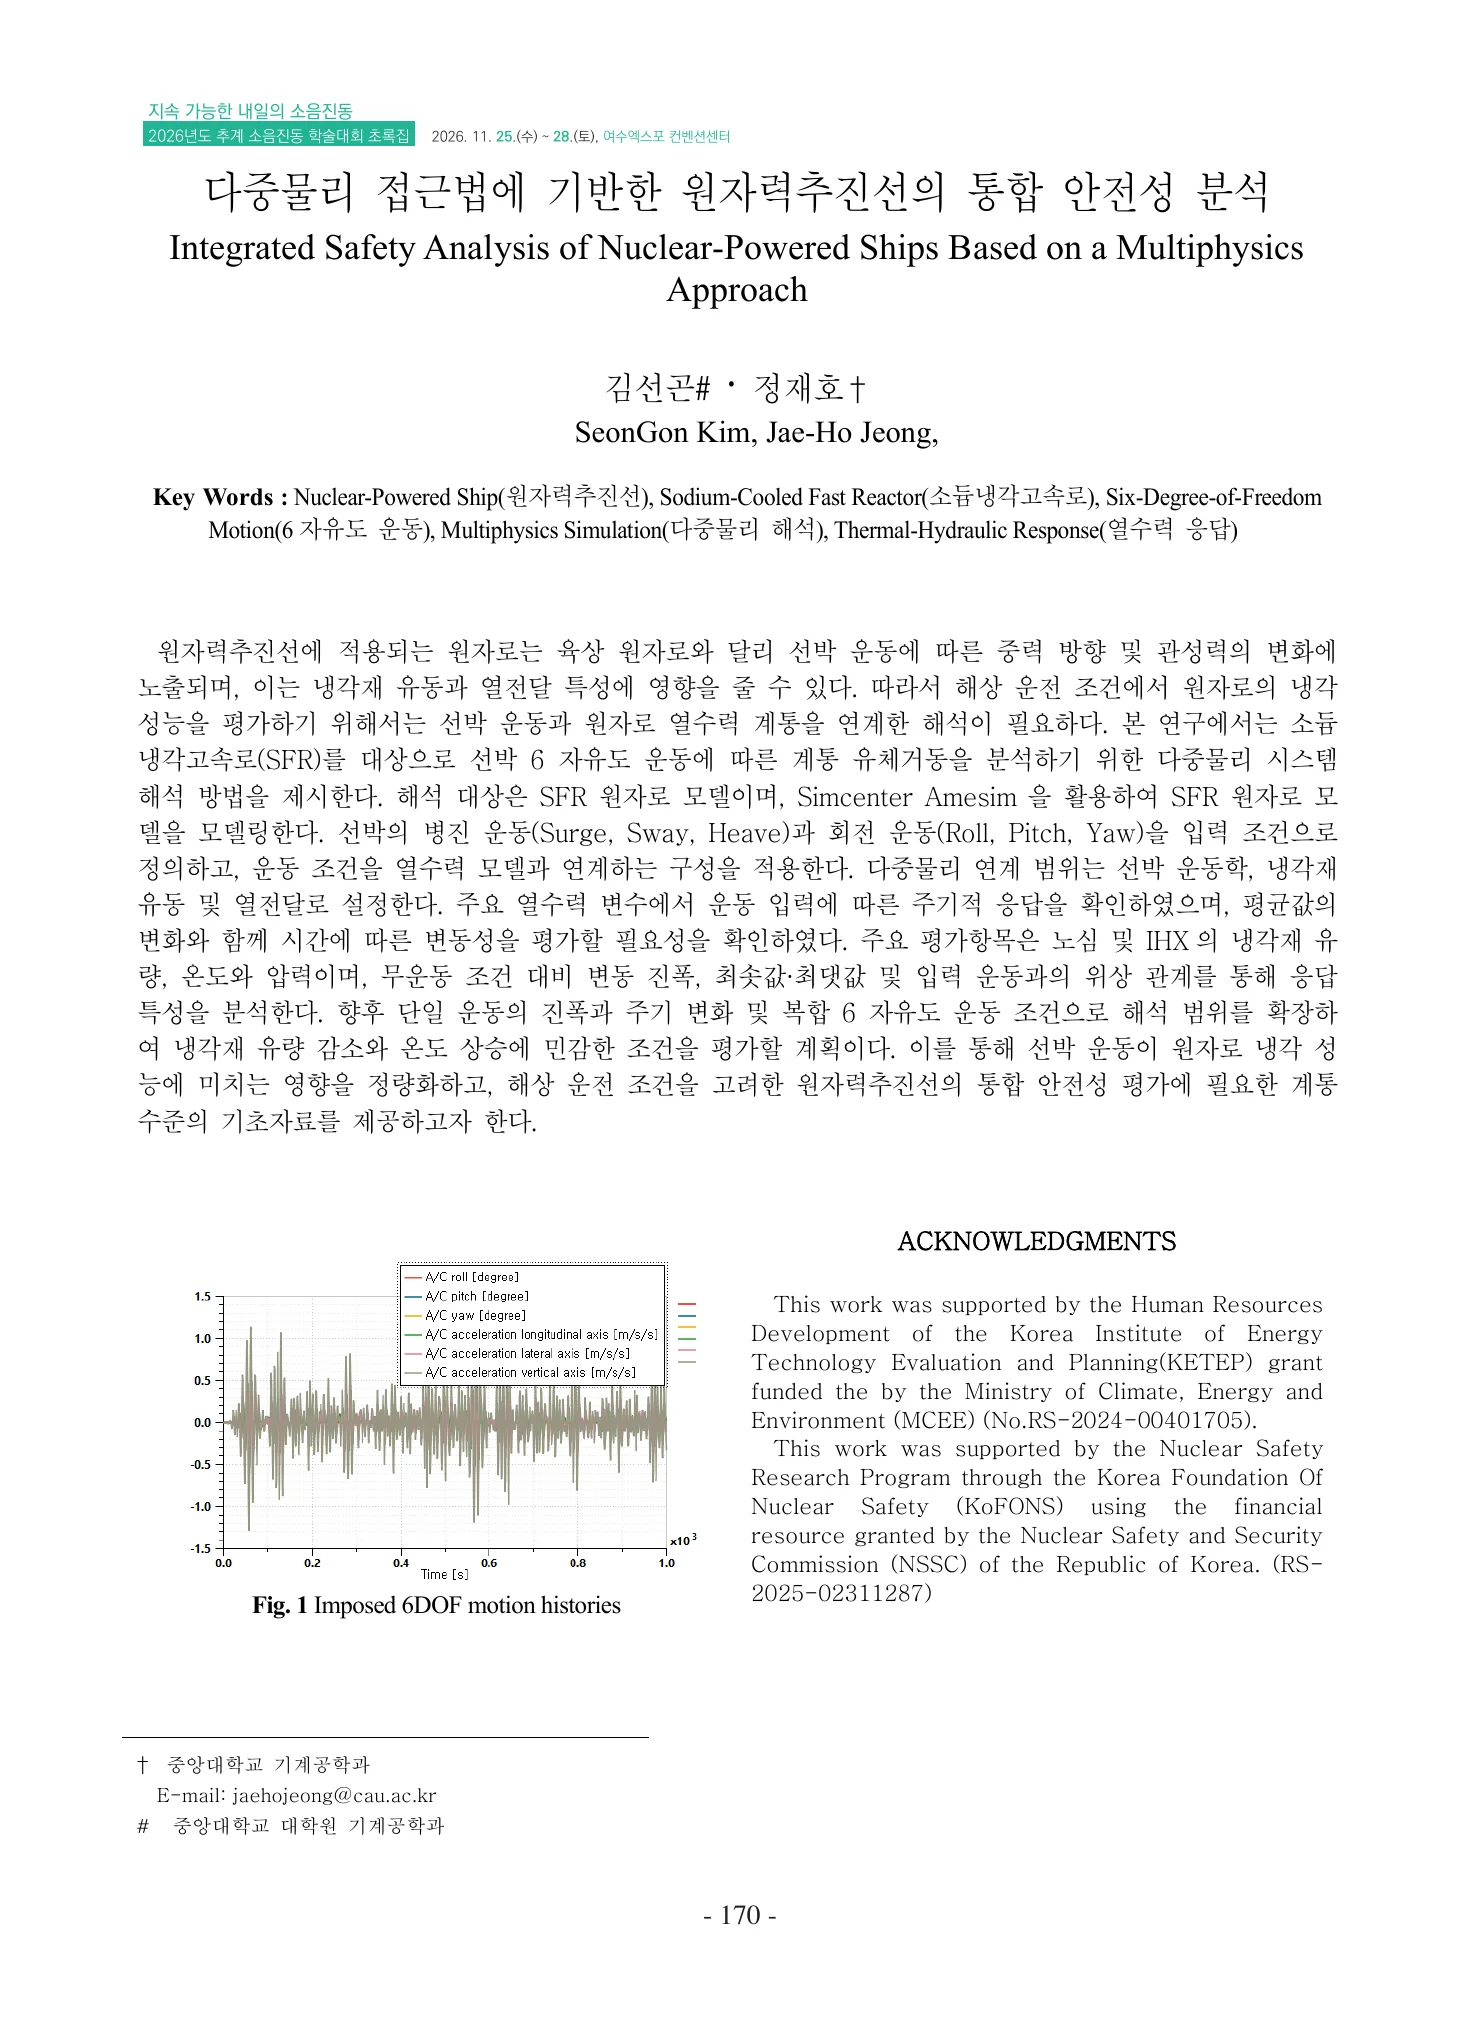 지속 가능한 내일의 소음진동
2026년도 추계 소음진동 학술대회 초록집 2026. 11. 25.(수) ~ 28.(토), 여수엑스포 컨벤션센터
다중물리 접근법에 기반한 원자력추진선의 통합 안전성 분석
Integrated Safety Analysis of Nuclear-Powered Ships Based on a Multiphysics
Approach
김선곤# · 정재호†
SeonGon Kim, Jae-Ho Jeong,
Key Words : Nuclear-Powered Ship(원자력추진선), Sodium-Cooled Fast Reactor(소듐냉각고속로), Six-Degree-of-Freedom
Motion(6 자유도 운동), Multiphysics Simulation(다중물리 해석), Thermal-Hydraulic Response(열수력 응답)
원자력추진선에 적용되는 원자로는 육상 원자로와 달리 선박 운동에 따른 중력 방향 및 관성력의 변화에
노출되며, 이는 냉각재 유동과 열전달 특성에 영향을 줄 수 있다. 따라서 해상 운전 조건에서 원자로의 냉각
성능을 평가하기 위해서는 선박 운동과 원자로 열수력 계통을 연계한 해석이 필요하다. 본 연구에서는 소듐
냉각고속로(SFR)를 대상으로 선박 6 자유도 운동에 따른 계통 유체거동을 분석하기 위한 다중물리 시스템
해석 방법을 제시한다. 해석 대상은 SFR 원자로 모델이며, Simcenter Amesim 을 활용하여 SFR 원자로 모
델을 모델링한다. 선박의 병진 운동(Surge, Sway, Heave)과 회전 운동(Roll, Pitch, Yaw)을 입력 조건으로
정의하고, 운동 조건을 열수력 모델과 연계하는 구성을 적용한다. 다중물리 연계 범위는 선박 운동학, 냉각재
유동 및 열전달로 설정한다. 주요 열수력 변수에서 운동 입력에 따른 주기적 응답을 확인하였으며, 평균값의
변화와 함께 시간에 따른 변동성을 평가할 필요성을 확인하였다. 주요 평가항목은 노심 및 IHX 의 냉각재 유
량, 온도와 압력이며, 무운동 조건 대비 변동 진폭, 최솟값·최댓값 및 입력 운동과의 위상 관계를 통해 응답
특성을 분석한다. 향후 단일 운동의 진폭과 주기 변화 및 복합 6 자유도 운동 조건으로 해석 범위를 확장하
여 냉각재 유량 감소와 온도 상승에 민감한 조건을 평가할 계획이다. 이를 통해 선박 운동이 원자로 냉각 성
능에 미치는 영향을 정량화하고, 해상 운전 조건을 고려한 원자력추진선의 통합 안전성 평가에 필요한 계통
수준의 기초자료를 제공하고자 한다.
A/C roll [degree]
A/C pitch [degree]
A/C yaw [degree]
A/C acceleration longitudinal axis [m/s/s]
A/C acceleration lateral axis [m/s/s]
A/C acceleration vertical axis [m/s/s]
1.5
1.0
0.5
0.0
-0.5
-1.0
-1.5
x10³
0.0 0.2 0.4 0.6 0.8 1.0
Time [s]
Fig. 1 Imposed 6DOF motion histories
ACKNOWLEDGMENTS
This work was supported by the Human Resources
Development of the Korea Institute of Energy
Technology Evaluation and Planning(KETEP) grant
funded the by the Ministry of Climate, Energy and
Environment (MCEE) (No.RS-2024-00401705).
This work was supported by the Nuclear Safety
Research Program through the Korea Foundation Of
Nuclear Safety (KoFONS) using the financial
resource granted by the Nuclear Safety and Security
Commission (NSSC) of the Republic of Korea. (RS-
2025-02311287)
† 중앙대학교 기계공학과
E-mail: jaehojeong@cau.ac.kr
# 중앙대학교 대학원 기계공학과
- 170 -